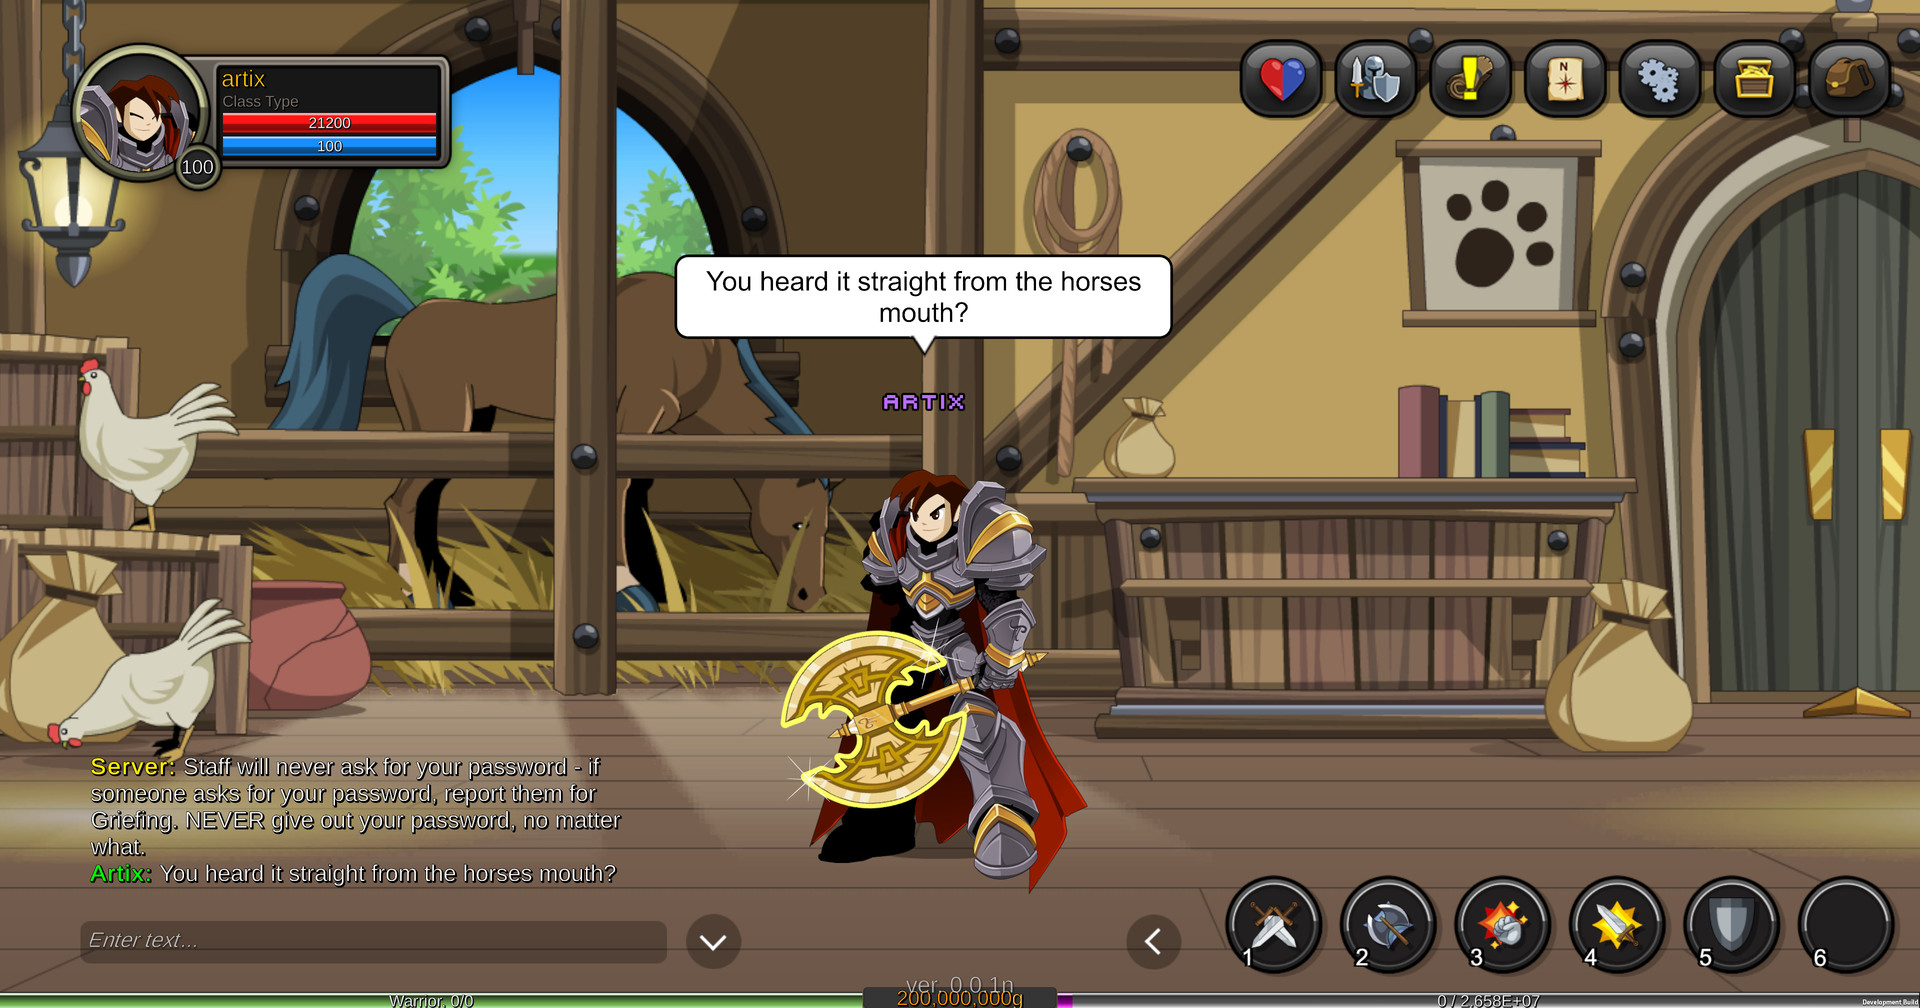 artix
Class Type
21200
100
100
N
You heard it straight from the horses
mouth?
ARTIX
Server: Staff will never ask for your password - if
someone asks for your password, report them for
Griefing. NEVER give out your password, no matter
what.
Artix: You heard it straight from the horses mouth?
Enter text...
1
2
3
4
5
6
ver. 0.0.1n
Warrior, 0/0
200,000,000g
0 / 2.658E+07
Development Build